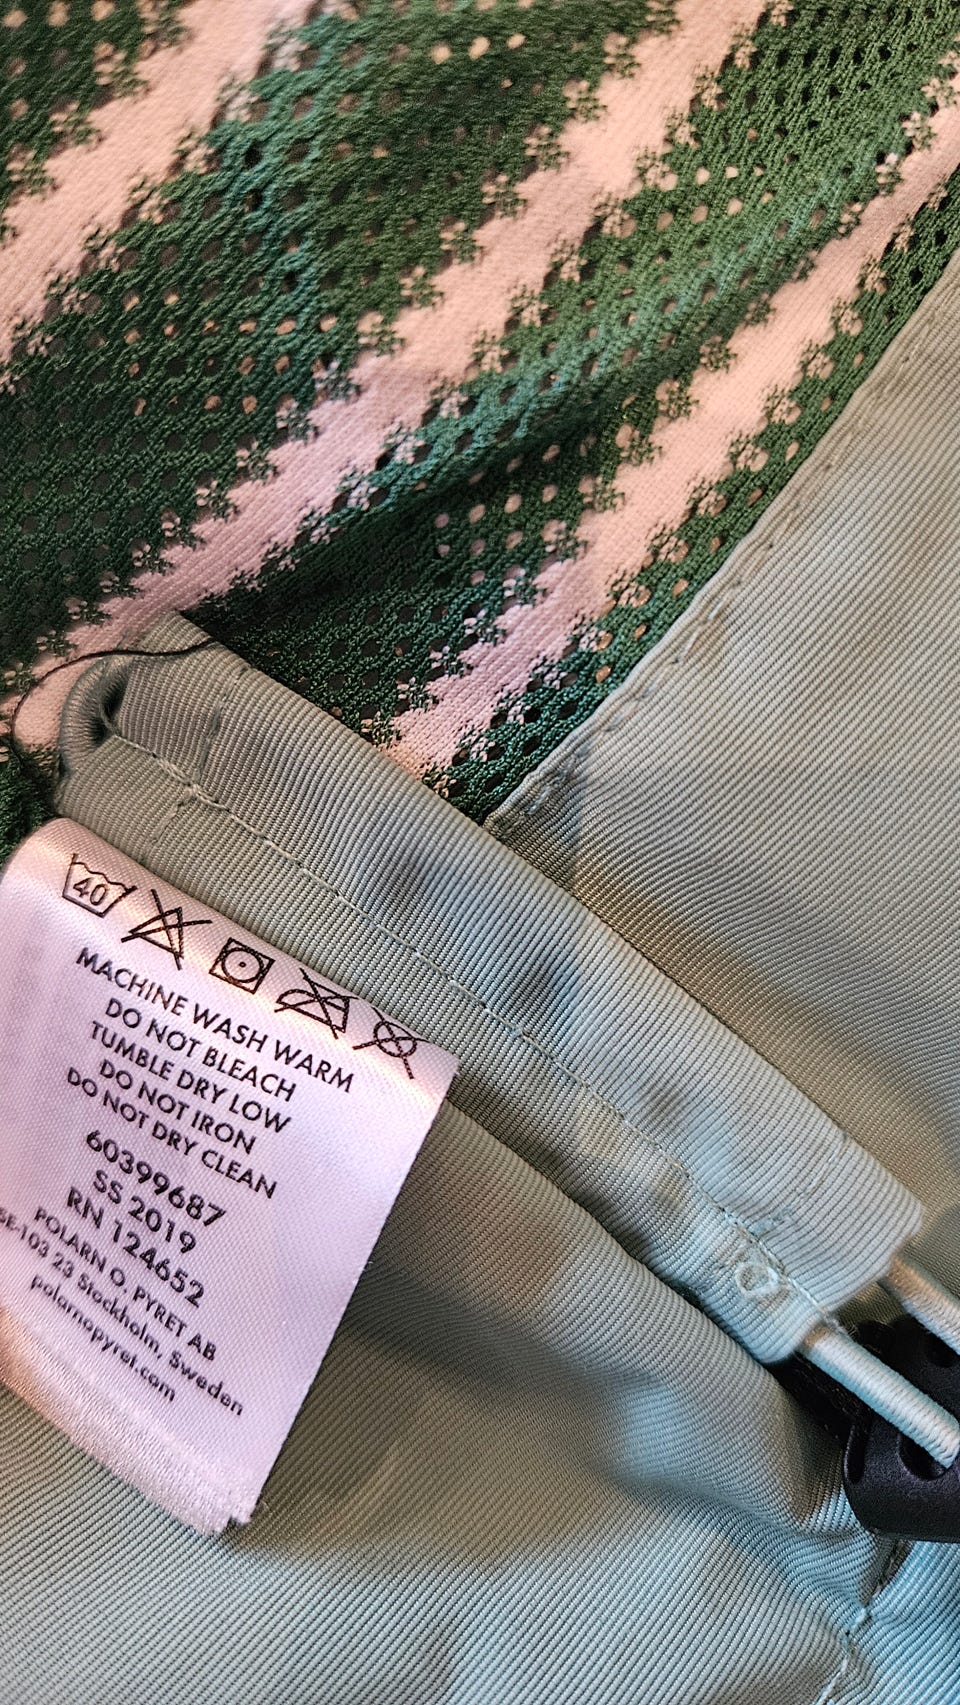 40
MACHINE WASH WARM
DO NOT BLEACH
TUMBLE DRY LOW
DO NOT IRON
DO NOT DRY CLEAN
60399687
SS 2019
RN 124652
POLARN O. PYRET AB
SE-103 23 Stockholm, Sweden
polarnopyret.com